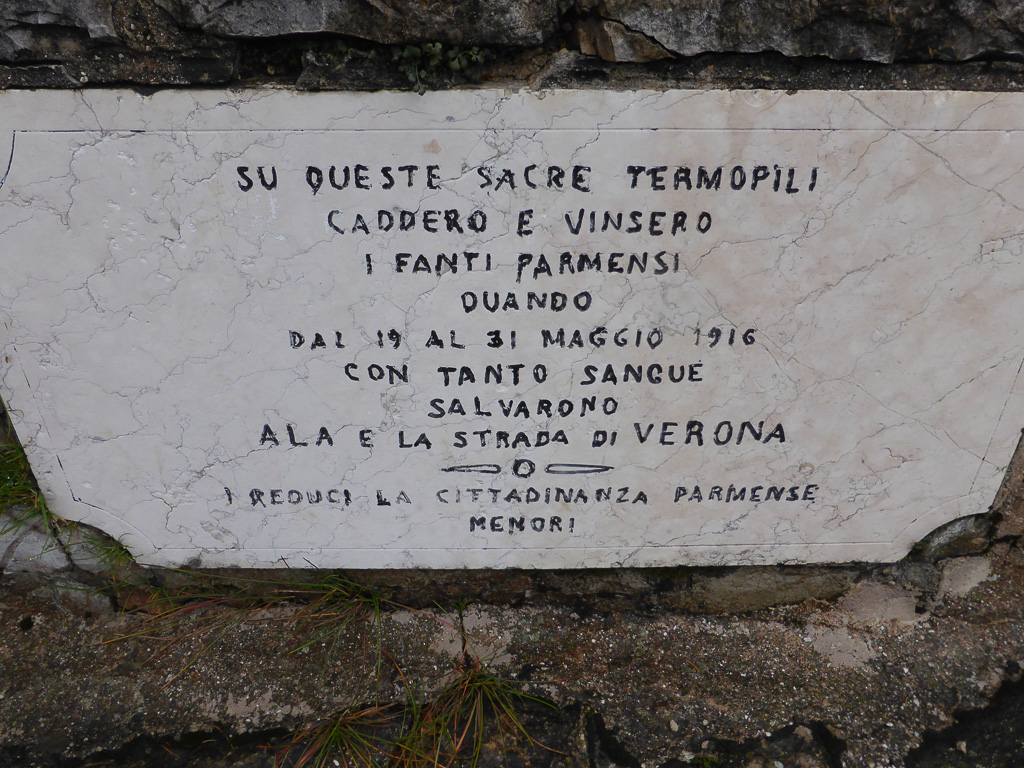 SU QUESTE SACRE TERMOPILI
CADDERO E VINSERO
I FANTI PARMENSI
QUANDO
DAL 19 AL 31 MAGGIO 1916
CON TANTO SANGUE
SALVARONO
ALA E LA STRADA DI VERONA
I REDUCI LA CITTADINANZA PARMENSE
MEMORI